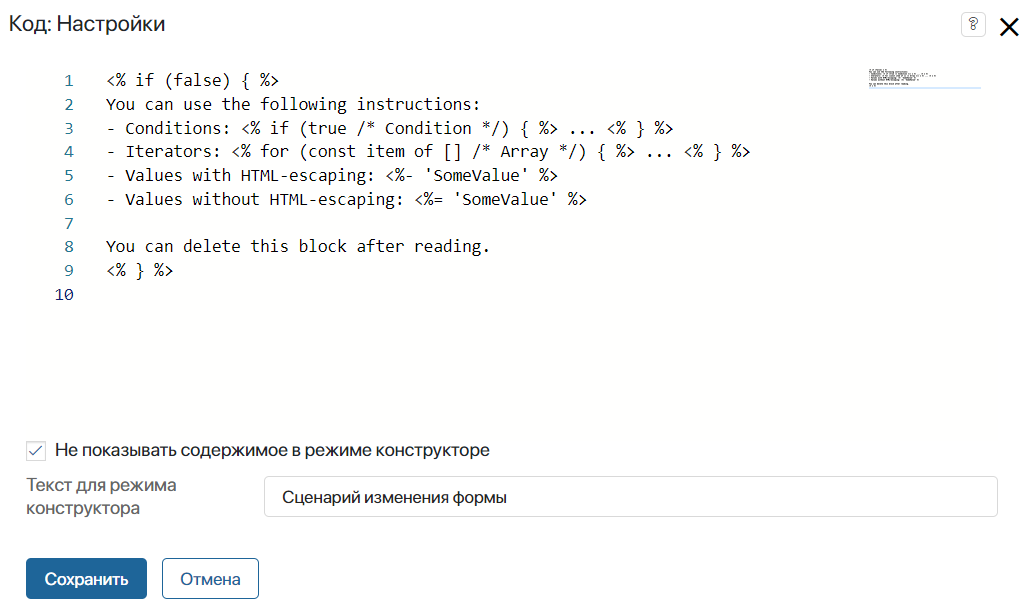 Код: Настройки
?
1 <% if (false) { %>
2 You can use the following instructions:
3 - Conditions: <% if (true /* Condition */) { %> ... <% } %>
4 - Iterators: <% for (const item of [] /* Array */) { %> ... <% } %>
5 - Values with HTML-escaping: <%- 'SomeValue' %>
6 - Values without HTML-escaping: <%= 'SomeValue' %>
7
8 You can delete this block after reading.
9 <% } %>
10
Не показывать содержимое в режиме конструкторе
Текст для режима
конструктора
Сценарий изменения формы
Сохранить
Отмена